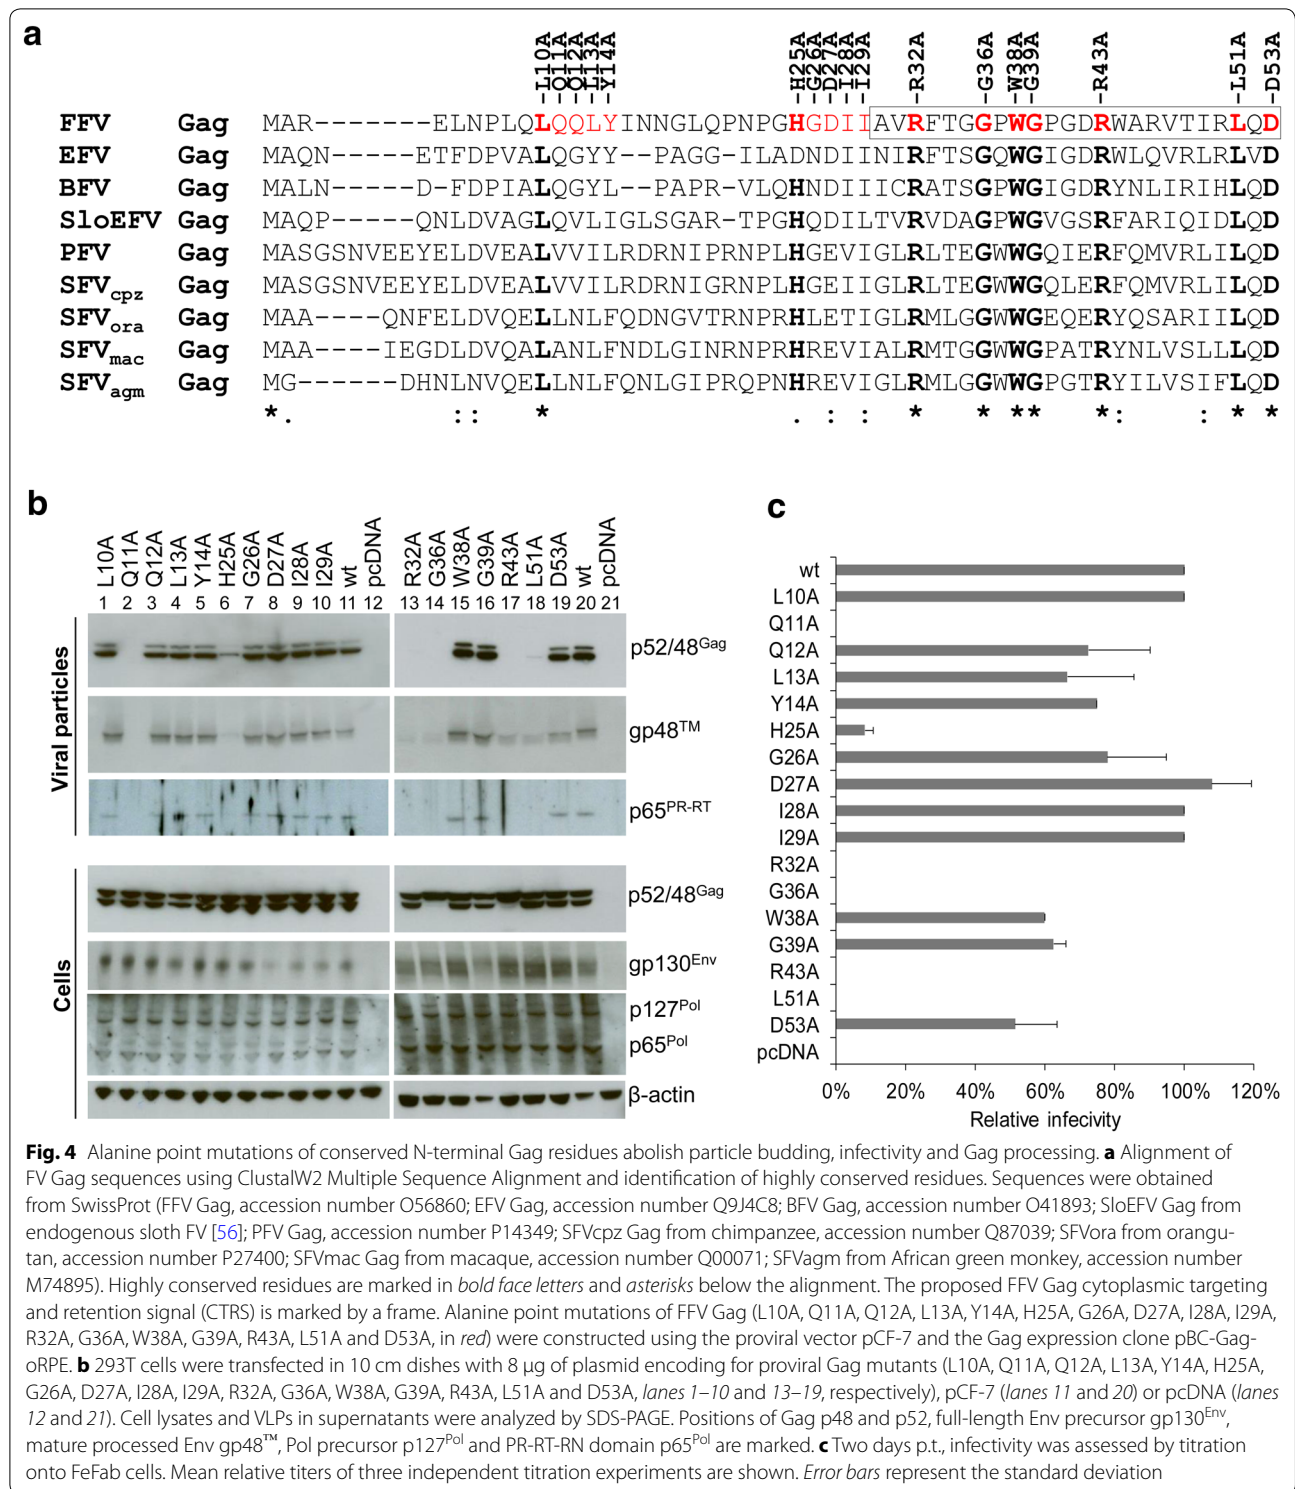 a
L10A Q11A Q12A L13A Y14A H25A G26A D27A I28A I29A R32A G36A W38A G39A R43A L51A D53A
FFV Gag MAR-------ELNPLQLQQLYINNGLQPNPGHGDIIAVRFTGGPWGPGDRWARVTIRLQD
EFV Gag MAQN-----ETFDPVALQGYY--PAGG-ILADNDIINIRFTSGQWGIGDRWLQVRLRLVD
BFV Gag MALN-----D-FDPIALQGYL--PAPR-VLQHNDIIICRATSGPWGIGDRYNLIRIHLQD
SloEFV Gag MAQP-----QNLDVAGLQVLIGLSGAR-TPGHQDILTVRVDAGPWGVGSRFARIQIDLQD
PFV Gag MASGSNVEEYELDVEALVVILRDRNIPRNPLHGEVIGLRLTEGWWGQIERFQMVRLILQD
SFVcpz Gag MASGSNVEEYELDVEALVVILRDRNIGRNPLHGEIIGLRLTEGWWGQLERFQMVRLILQD
SFVora Gag MAA----QNFELDVQELLNLFQDNGVTRNPRHLETIGLRMLGGWWGEQERYQSARIILQD
SFVmac Gag MAA----IEGDLDVQALANLFNDLGINRNPRHREVIALRMTGGWWGPATRYNLVSLLLQD
SFVagm Gag MG------DHNLNVQELLNLFQNLGIPRQPNHREVIGLRMLGGWWGPGTRYILVSIFLQD
*. :: * . : : * * ** *: : * *
b
L10A Q11A Q12A L13A Y14A H25A G26A D27A I28A I29A wt pcDNA R32A G36A W38A G39A R43A L51A D53A wt pcDNA
1 2 3 4 5 6 7 8 9 10 11 12 13 14 15 16 17 18 19 20 21
Viral particles
p52/48Gag
gp48TM
p65PR-RT
Cells
p52/48Gag
gp130Env
p127Pol
p65Pol
β-actin
c
wt
L10A
Q11A
Q12A
L13A
Y14A
H25A
G26A
D27A
I28A
I29A
R32A
G36A
W38A
G39A
R43A
L51A
D53A
pcDNA
0% 20% 40% 60% 80% 100% 120%
Relative infecivity
Fig. 4 Alanine point mutations of conserved N-terminal Gag residues abolish particle budding, infectivity and Gag processing. a Alignment of
FV Gag sequences using ClustalW2 Multiple Sequence Alignment and identification of highly conserved residues. Sequences were obtained
from SwissProt (FFV Gag, accession number O56860; EFV Gag, accession number Q9J4C8; BFV Gag, accession number O41893; SloEFV Gag from
endogenous sloth FV [56]; PFV Gag, accession number P14349; SFVcpz Gag from chimpanzee, accession number Q87039; SFVora from orangu-
tan, accession number P27400; SFVmac Gag from macaque, accession number Q00071; SFVagm from African green monkey, accession number
M74895). Highly conserved residues are marked in bold face letters and asterisks below the alignment. The proposed FFV Gag cytoplasmic targeting
and retention signal (CTRS) is marked by a frame. Alanine point mutations of FFV Gag (L10A, Q11A, Q12A, L13A, Y14A, H25A, G26A, D27A, I28A, I29A,
R32A, G36A, W38A, G39A, R43A, L51A and D53A, in red) were constructed using the proviral vector pCF-7 and the Gag expression clone pBC-Gag-
oRPE. b 293T cells were transfected in 10 cm dishes with 8 µg of plasmid encoding for proviral Gag mutants (L10A, Q11A, Q12A, L13A, Y14A, H25A,
G26A, D27A, I28A, I29A, R32A, G36A, W38A, G39A, R43A, L51A and D53A, lanes 1–10 and 13–19, respectively), pCF-7 (lanes 11 and 20) or pcDNA (lanes
12 and 21). Cell lysates and VLPs in supernatants were analyzed by SDS-PAGE. Positions of Gag p48 and p52, full-length Env precursor gp130Env,
mature processed Env gp48™, Pol precursor p127Pol and PR-RT-RN domain p65Pol are marked. c Two days p.t., infectivity was assessed by titration
onto FeFab cells. Mean relative titers of three independent titration experiments are shown. Error bars represent the standard deviation